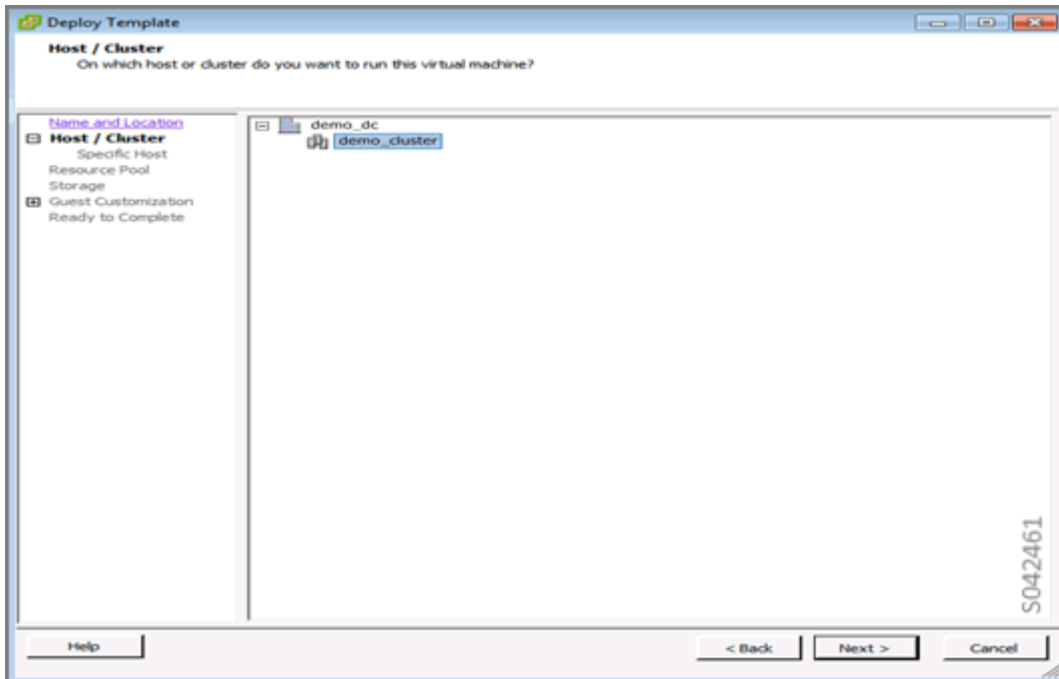 Deploy Template
Host / Cluster
On which host or cluster do you want to run this virtual machine?
Name and Location
Host / Cluster
Specific Host
Resource Pool
Storage
Guest Customization
Ready to Complete
demo_dc
demo_cluster
S042461
Help
< Back
Next >
Cancel